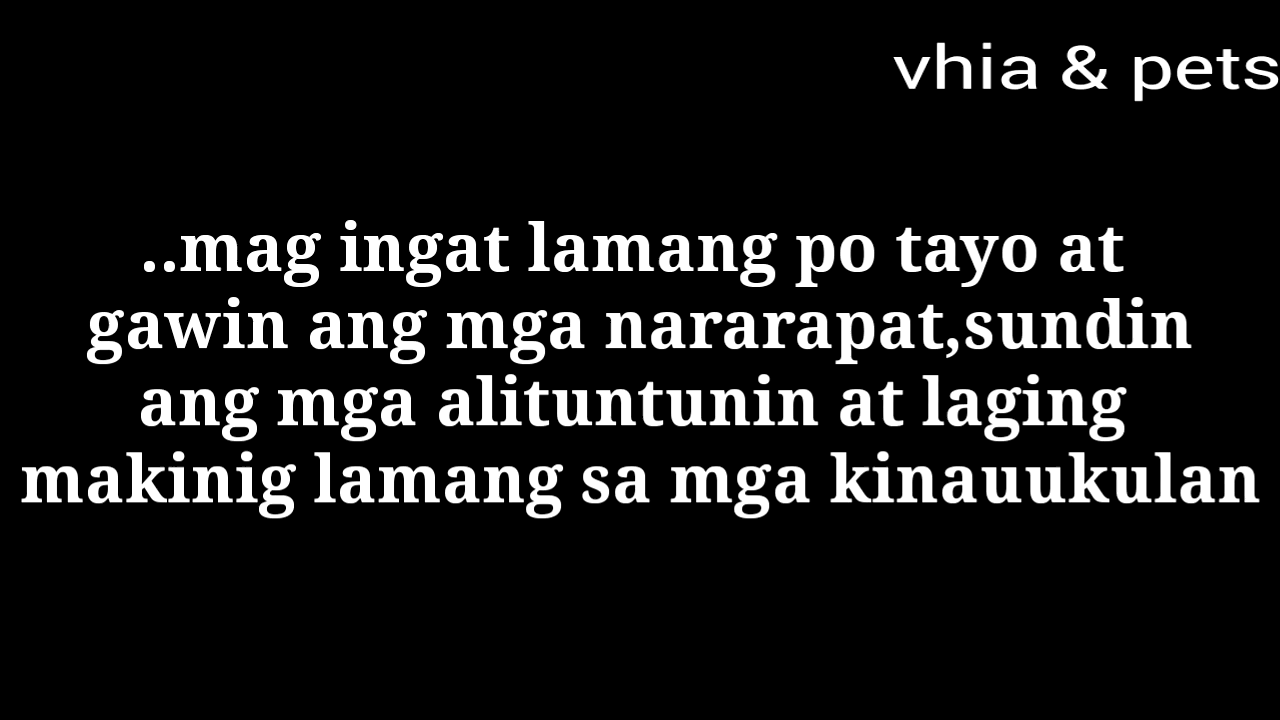 vhia & pets
..mag ingat lamang po tayo at
gawin ang mga nararapat,sundin
ang mga alituntunin at laging
makinig lamang sa mga kinauukulan